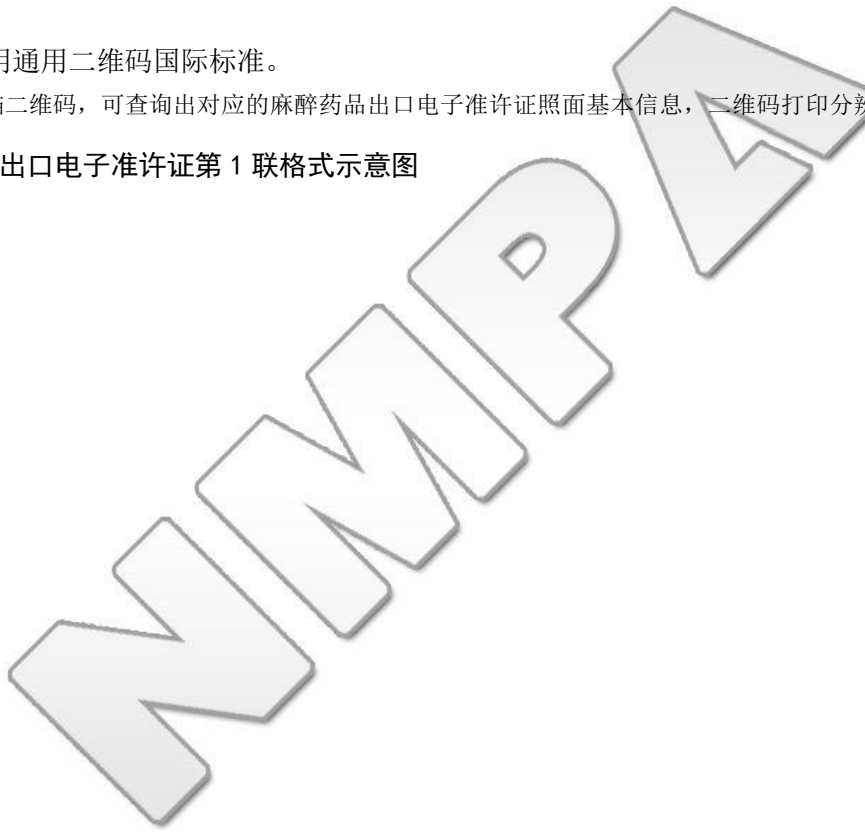 用通用二维码国际标准。
二维码，可查询出对应的麻醉药品出口电子准许证照面基本信息，二维码打印分辨
出口电子准许证第 1 联格式示意图
NMPA